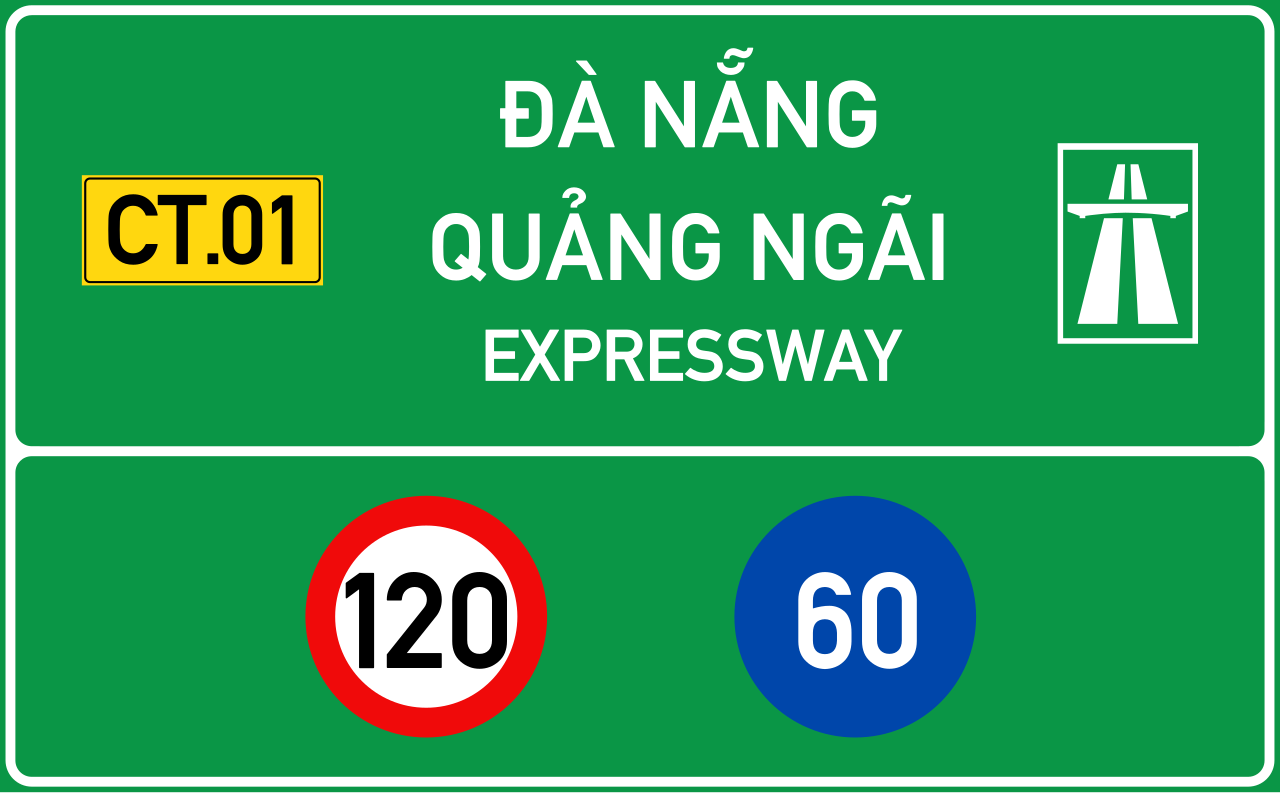 ĐÀ NẴNG
CT.01
QUẢNG NGÃI
EXPRESSWAY
120
60